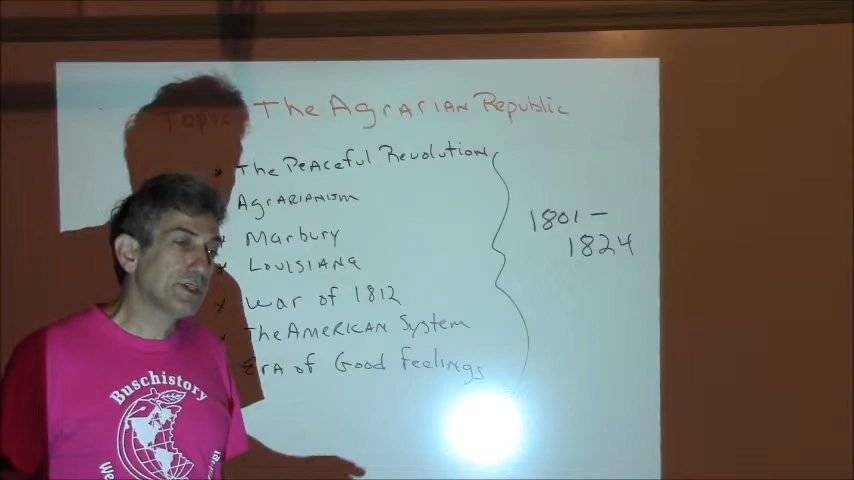 Topic: The Agrarian Republic
* The Peaceful Revolution
Agrarianism
* Marbury
* Louisiana
* War of 1812
* The American System
Era of Good Feelings
1801 -
1824
Buschistory